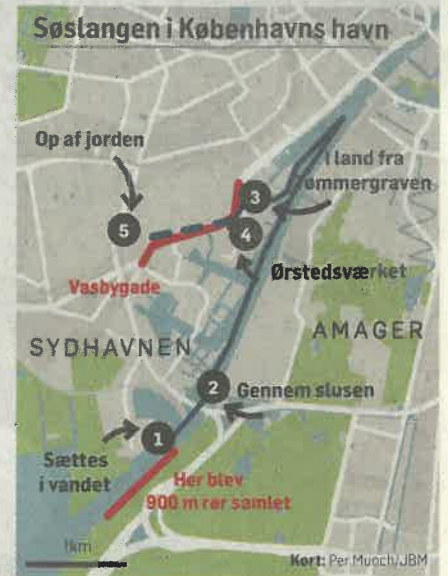 Søslangen i Københavns havn
Op af jorden
I land fra
Tømmergraven
3
5
4
Ørstedsværket
Vasbygade
AMAGER
SYDHAVNEN
2
Gennem slusen
1
Sættes
i vandet
Her blev
900 m rør samlet
1km
Kort: Per Munch/JBM